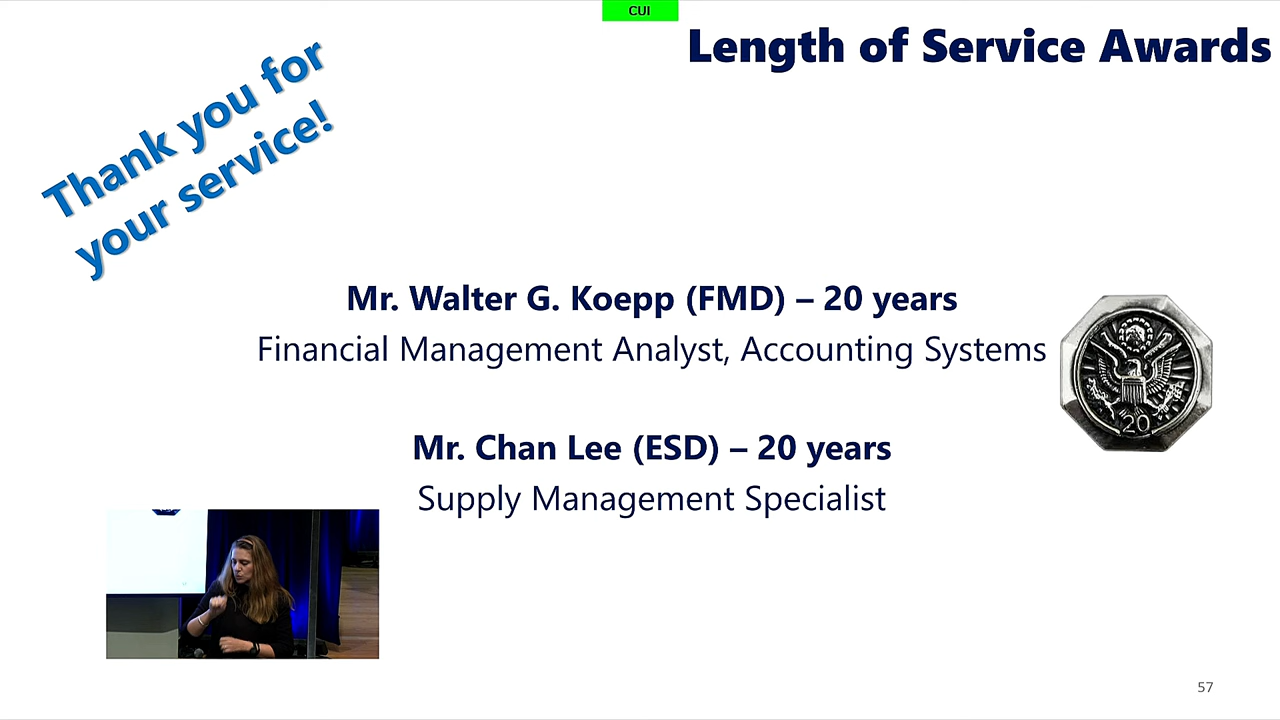 CUI
Length of Service Awards
Thank you for
your service!
Mr. Walter G. Koepp (FMD) – 20 years
Financial Management Analyst, Accounting Systems
20
Mr. Chan Lee (ESD) – 20 years
Supply Management Specialist
57